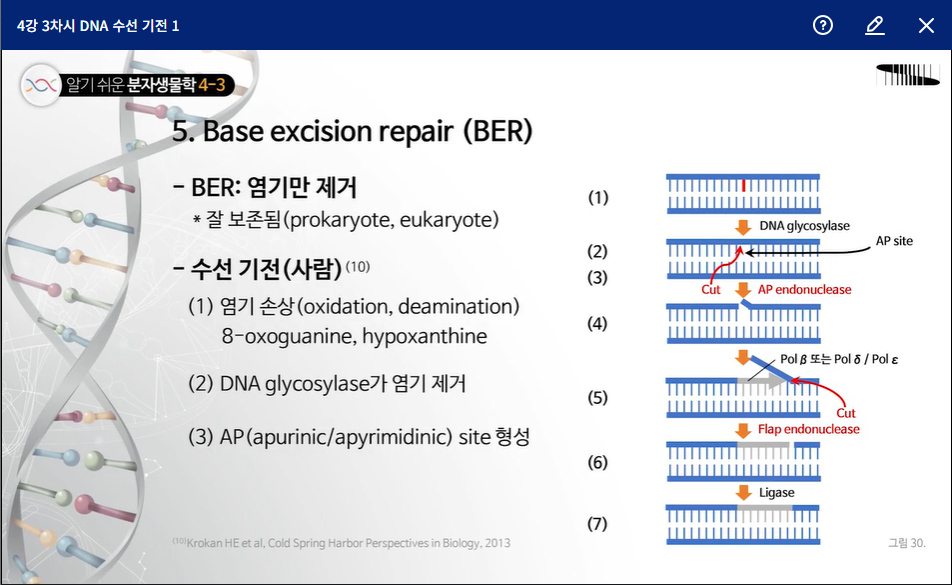 4강 3차시 DNA 수선 기전 1
알기 쉬운 분자생물학 4-3
5. Base excision repair (BER)
- BER: 염기만 제거
* 잘 보존됨(prokaryote, eukaryote)
- 수선 기전(사람)(10)
(1) 염기 손상(oxidation, deamination)
8-oxoguanine, hypoxanthine
(2) DNA glycosylase가 염기 제거
(3) AP(apurinic/apyrimidinic) site 형성
(10)Krokan HE et al, Cold Spring Harbor Perspectives in Biology, 2013
(1)
DNA glycosylase
(2)
AP site
(3)
Cut
AP endonuclease
(4)
Pol β 또는 Pol δ / Pol ε
(5)
Cut
Flap endonuclease
(6)
Ligase
(7)
그림 30.